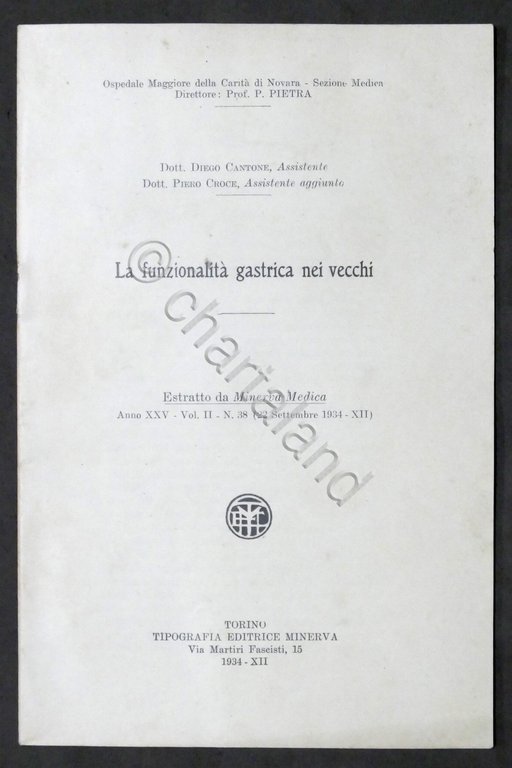 Ospedale Maggiore della Carità di Novara - Sezione Medica
Direttore: Prof. P. PIETRA
Dott. DIEGO CANTONE, Assistente
Dott. PIERO CROCE, Assistente aggiunto
La funzionalità gastrica nei vecchi
Estratto da Minerva Medica
Anno XXV - Vol. II - N. 38 (22 Settembre 1934 - XII)
© chartaland
TORINO
TIPOGRAFIA EDITRICE MINERVA
Via Martiri Fascisti, 15
1934 - XII